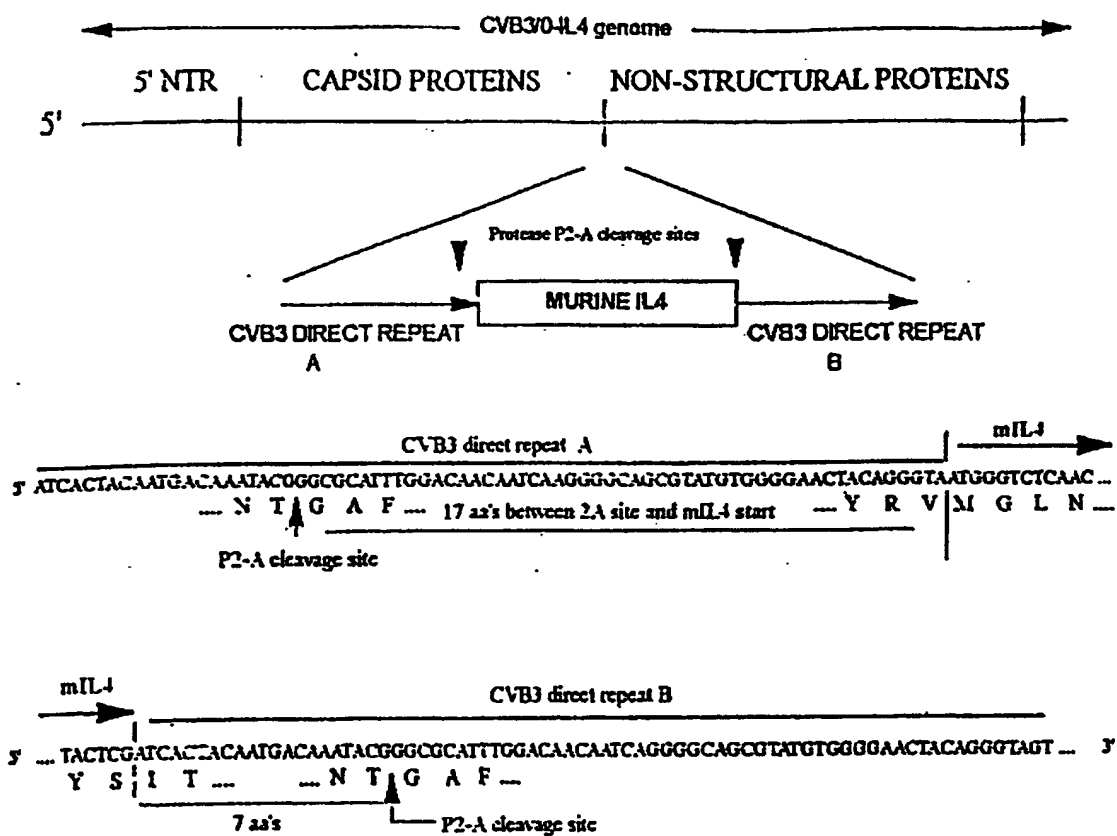 CVB3/0-IL4 genome
5' NTR CAPSID PROTEINS NON-STRUCTURAL PROTEINS
5'
Protease P2-A cleavage sites
MURINE IL4
CVB3 DIRECT REPEAT A
CVB3 DIRECT REPEAT B
CVB3 direct repeat A mIL4
5' ATCACTACAATGACAAATACGGGCGCATTTGGACAACAATCAAGGGGCAGCGTATGTGGGGAACTACAGGGTAATGGGTCTCAAC ...
.... N T G A F .... 17 aa's between 2A site and mIL4 start .... Y R V M G L N ....
P2-A cleavage site
mIL4 CVB3 direct repeat B
5' .... TACTCGATCAC ACAATGACAAATACGGGCGCATTTGGACAACAATCAGGGGCAGCGTATGTGGGGAACTACAGGGTAGT ... 3'
Y S I T .... .... N T G A F ....
7 aa's P2-A cleavage site